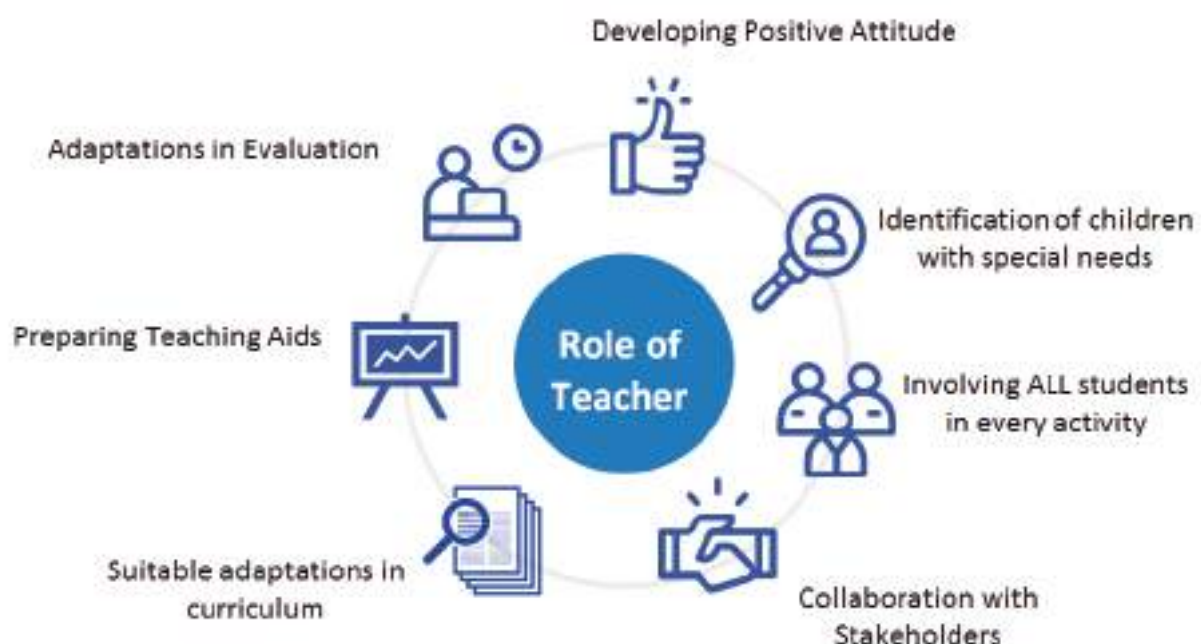 Developing Positive Attitude
Adaptations in Evaluation
Identification of children
with special needs
Preparing Teaching Aids
Role of
Teacher
Involving ALL students
in every activity
Suitable adaptations in
curriculum
Collaboration with
Stakeholders